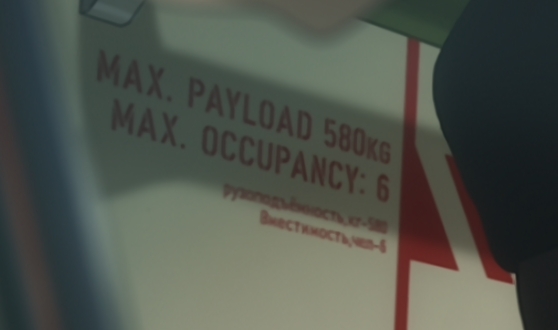 MAX. PAYLOAD 580KG
MAX. OCCUPANCY: 6
рузоподъёмность,кг-580
Вместимость,чел-6